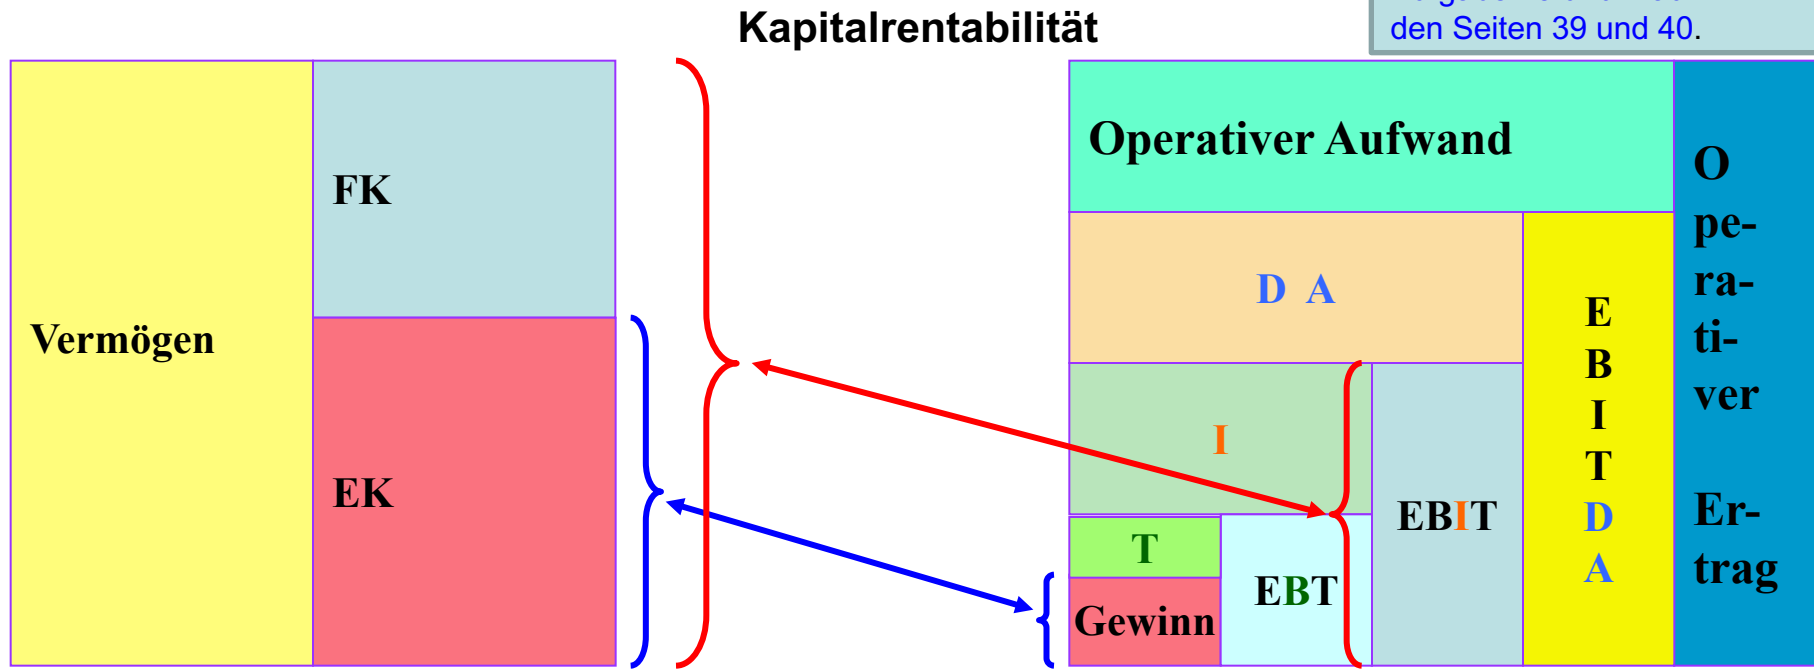 den Seiten 39 und 40.
Kapitalrentabilität
Vermögen
FK
EK
Operativer Aufwand
D A
I
T
Gewinn
EBT
EBIT
E
B
I
T
D
A
O
pe-
ra-
ti-
ver
Er-
trag